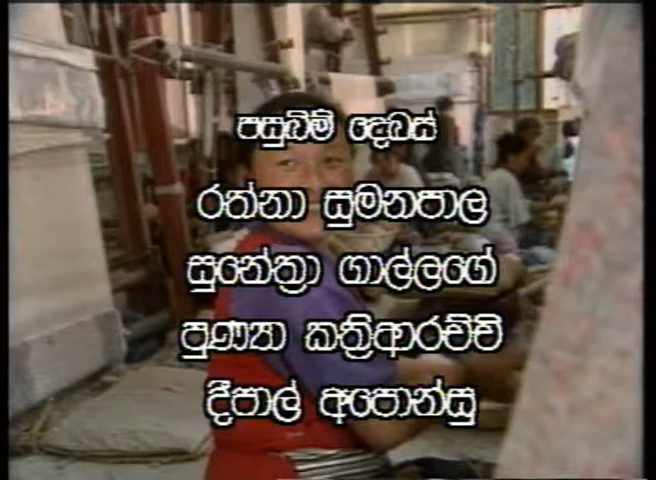 පසුබිම් දෙබස්
රත්නා සුමනපාල
සුනේත්‍රා ගාල්ලගේ
පුණ්‍යා කත්‍රිආරච්චි
දීපාල් අපොන්සු